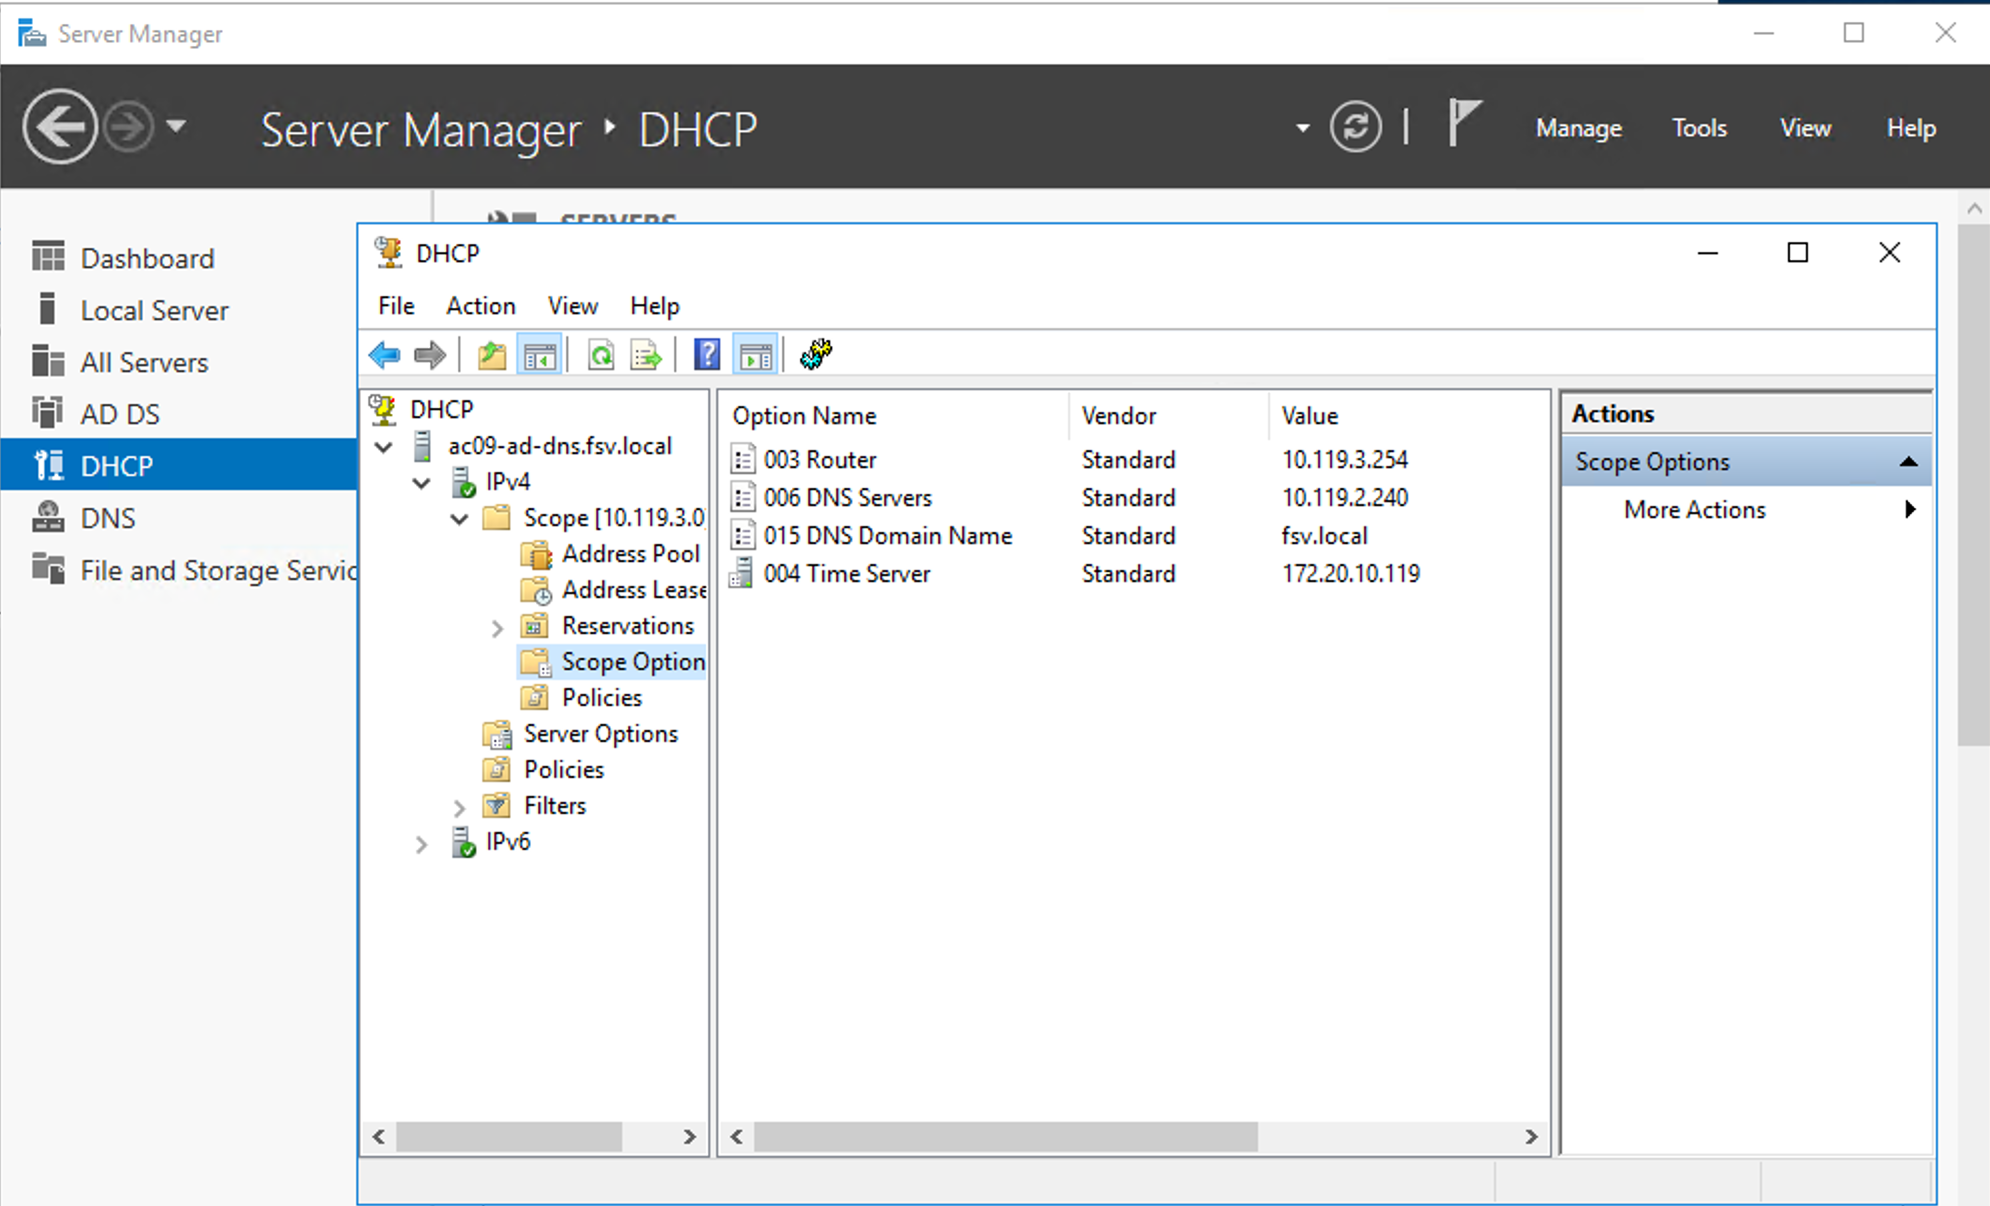 Server Manager
Server Manager DHCP
Manage Tools View Help
SERVERS
Dashboard
Local Server
All Servers
AD DS
DHCP
DNS
File and Storage Servic
DHCP
File Action View Help
DHCP
ac09-ad-dns.fsv.local
IPv4
Scope [10.119.3.0]
Address Pool
Address Lease
Reservations
Scope Option
Policies
Server Options
Policies
Filters
IPv6
Option Name Vendor Value
003 Router Standard 10.119.3.254
006 DNS Servers Standard 10.119.2.240
015 DNS Domain Name Standard fsv.local
004 Time Server Standard 172.20.10.119
Actions
Scope Options
More Actions